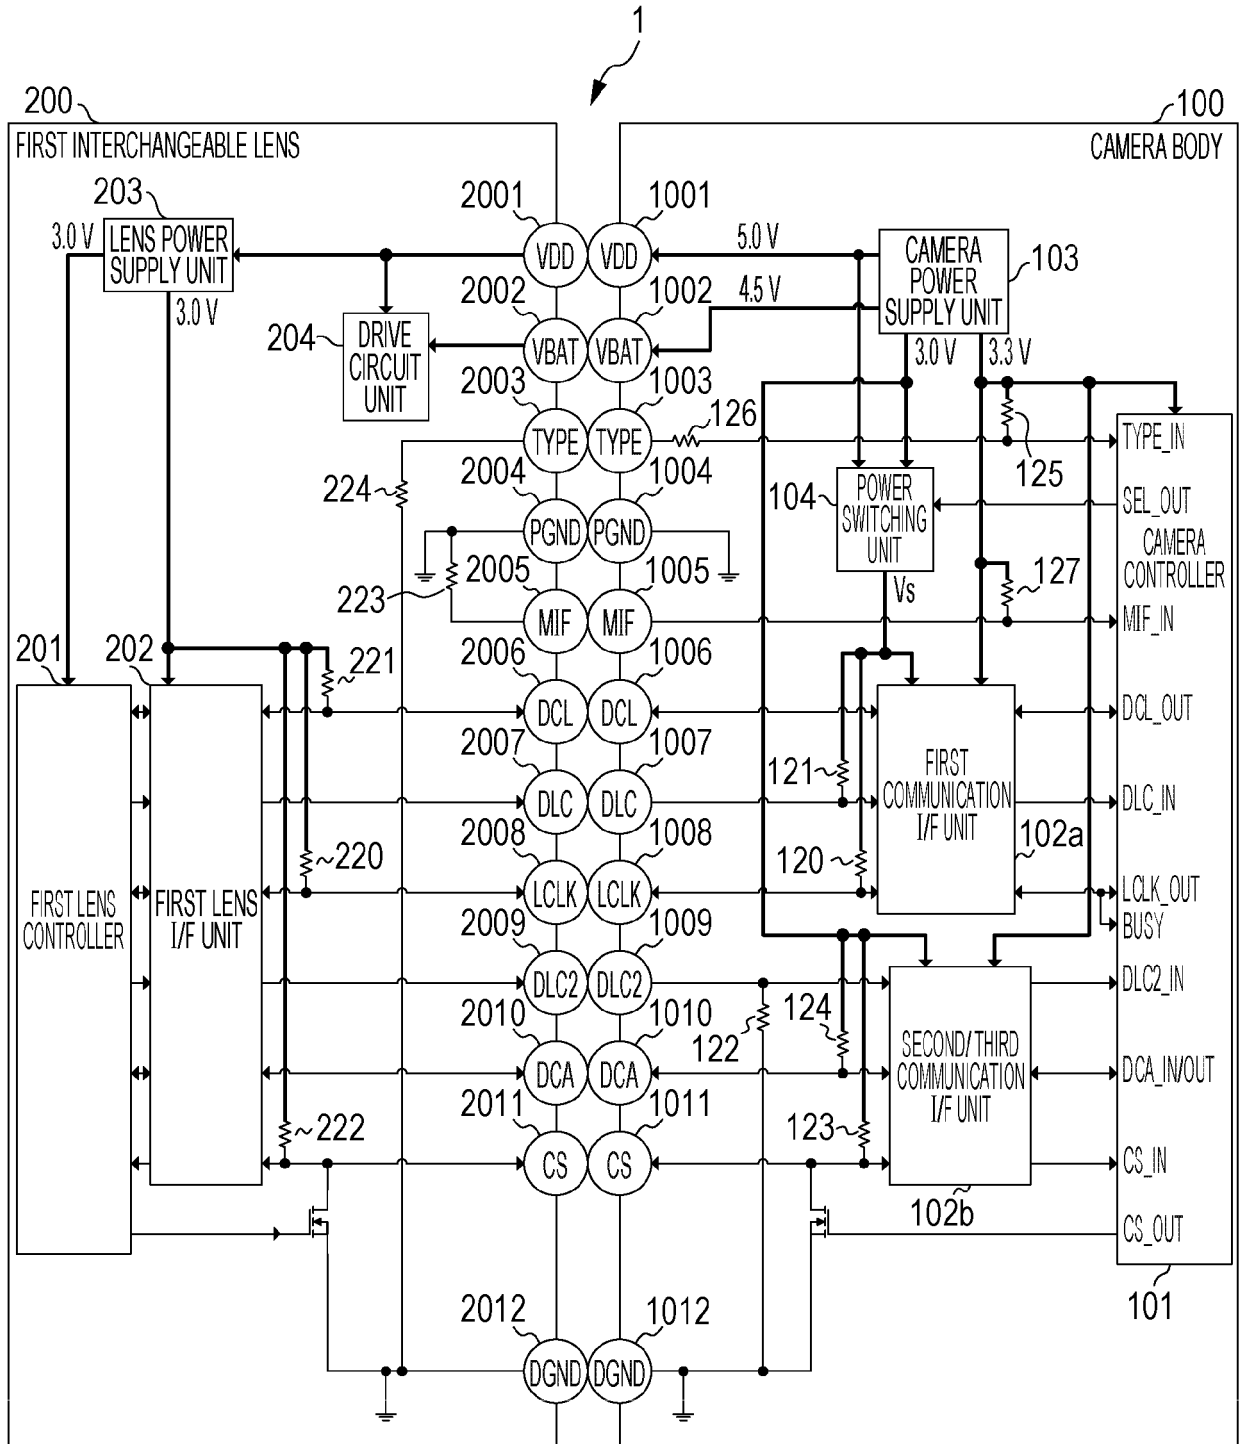 1
200
FIRST INTERCHANGEABLE LENS
100
CAMERA BODY
203
3.0 V
LENS POWER
SUPPLY UNIT
3.0 V
204
DRIVE
CIRCUIT
UNIT
2001
VDD
1001
VDD
5.0 V
4.5 V
CAMERA
POWER
SUPPLY UNIT
103
3.0 V
3.3 V
2002
VBAT
1002
VBAT
2003
TYPE
1003
TYPE
126
125
TYPE_IN
224
2004
PGND
1004
PGND
104
POWER
SWITCHING
UNIT
Vs
SEL_OUT
CAMERA
CONTROLLER
223
2005
MIF
1005
MIF
127
MIF_IN
201
202
221
2006
DCL
1006
DCL
DCL_OUT
2007
DLC
1007
DLC
121
FIRST
COMMUNICATION
I/F UNIT
102a
DLC_IN
220
2008
LCLK
1008
LCLK
120
LCLK_OUT
BUSY
FIRST LENS
CONTROLLER
FIRST LENS
I/F UNIT
2009
DLC2
1009
DLC2
DLC2_IN
122
124
2010
DCA
1010
DCA
SECOND/THIRD
COMMUNICATION
I/F UNIT
DCA_IN/OUT
222
2011
CS
1011
CS
123
102b
CS_IN
CS_OUT
101
2012
DGND
1012
DGND